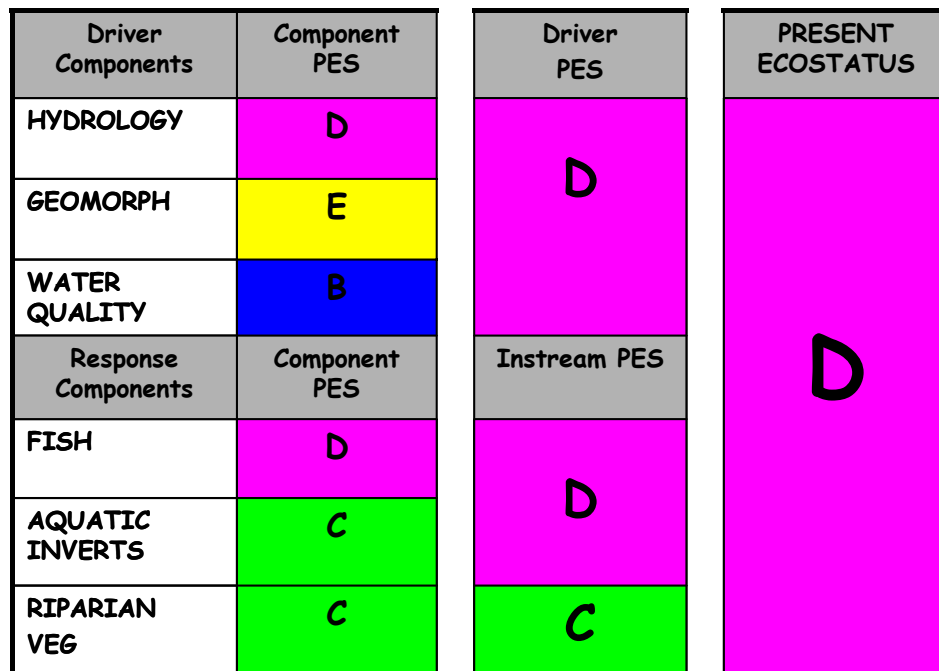 Driver
Components
Component
PES
Driver
PES
PRESENT
ECOSTATUS
HYDROLOGY
D
D
D
GEOMORPH
E
WATER
QUALITY
B
Response
Components
Component
PES
Instream PES
FISH
D
D
AQUATIC
INVERTS
C
RIPARIAN
VEG
C
C